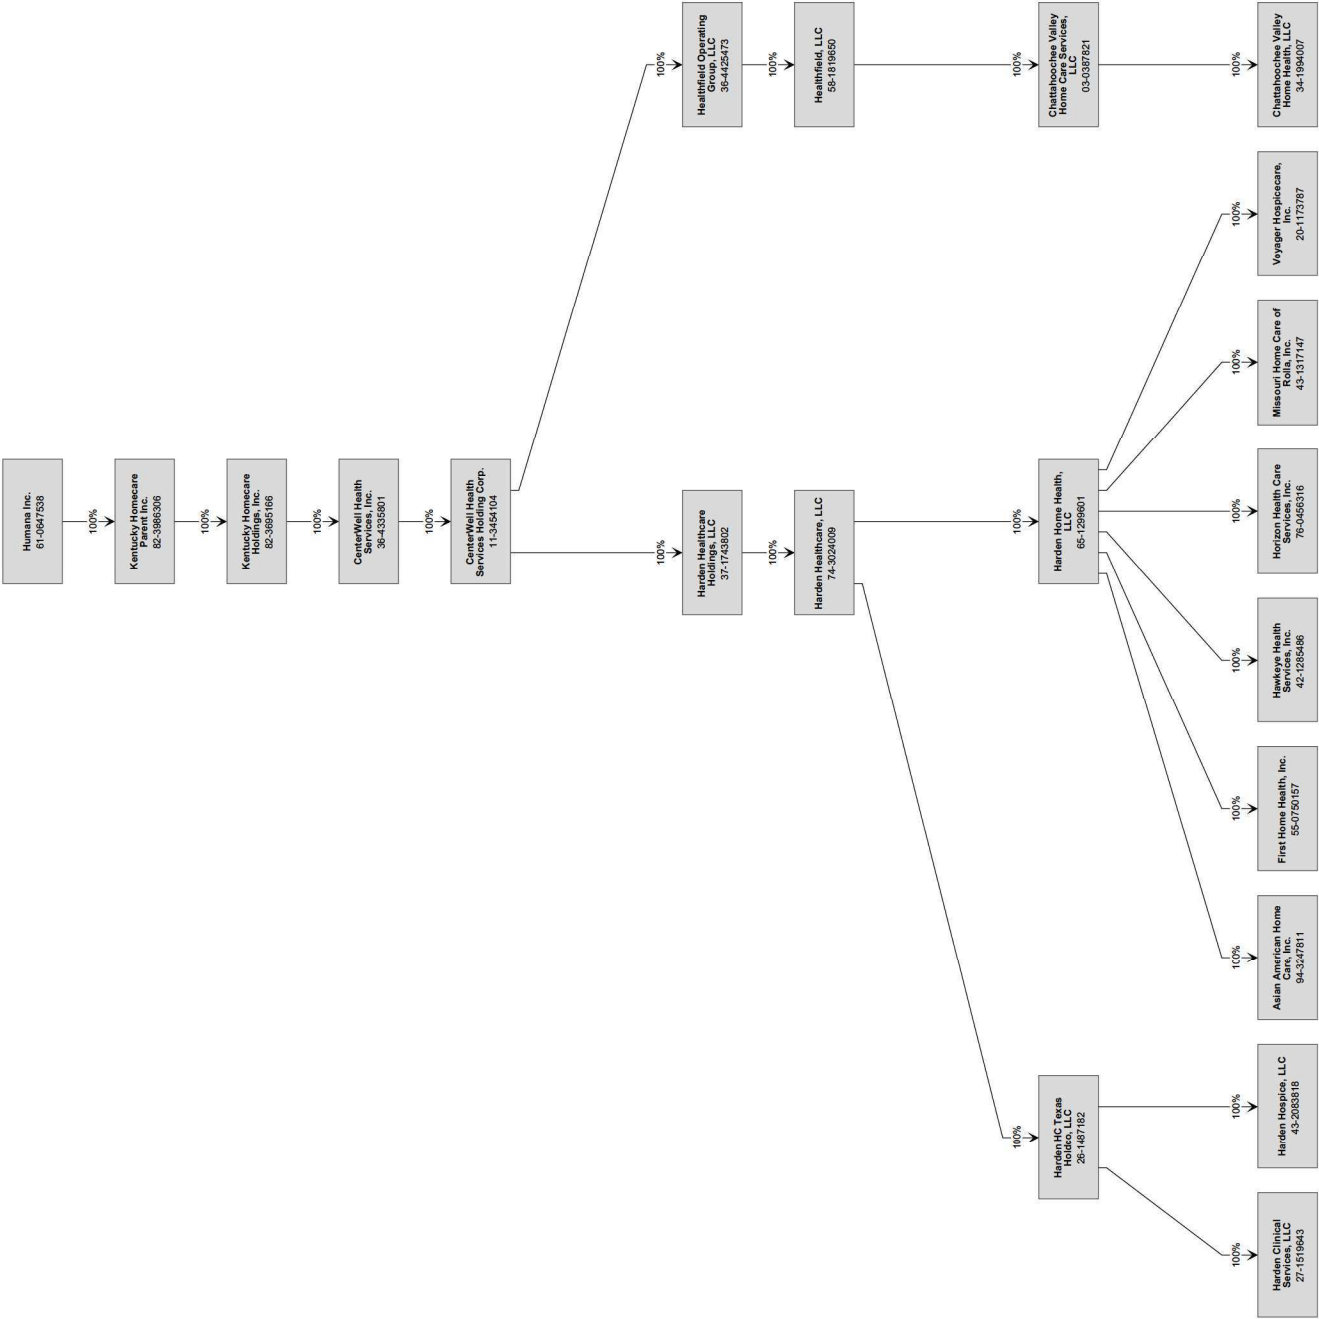 Humana Inc.
61-0647538
100%
Kentucky Homecare
Parent Inc.
82-3986306
100%
Kentucky Homecare
Holdings, Inc.
82-3695166
100%
CenterWell Health
Services, Inc.
36-4335801
100%
CenterWell Health
Services Holding Corp.
11-3454104
100%
Harden Healthcare
Holdings, LLC
37-1743802
100%
Healthfield Operating
Group, LLC
36-4425473
100%
Harden Healthcare, LLC
74-3024009
100%
Healthfield, LLC
58-1819650
100%
Harden HC Texas
Holdco, LLC
26-1487182
100%
Harden Home Health,
LLC
65-1299601
100%
Chattahoochee Valley
Home Care Services,
LLC
03-0387821
100%
Harden Clinical
Services, LLC
27-1519643
100%
Harden Hospice, LLC
43-2083818
100%
Asian American Home
Care, Inc.
94-3247811
100%
First Home Health, Inc.
55-0750157
100%
Hawkeye Health
Services, Inc.
42-1285486
100%
Horizon Health Care
Services, Inc.
76-0456316
100%
Missouri Home Care of
Rolla, Inc.
43-1317147
100%
Voyager Hospicecare,
Inc.
20-1173787
100%
Chattahoochee Valley
Home Health, LLC
34-1994007